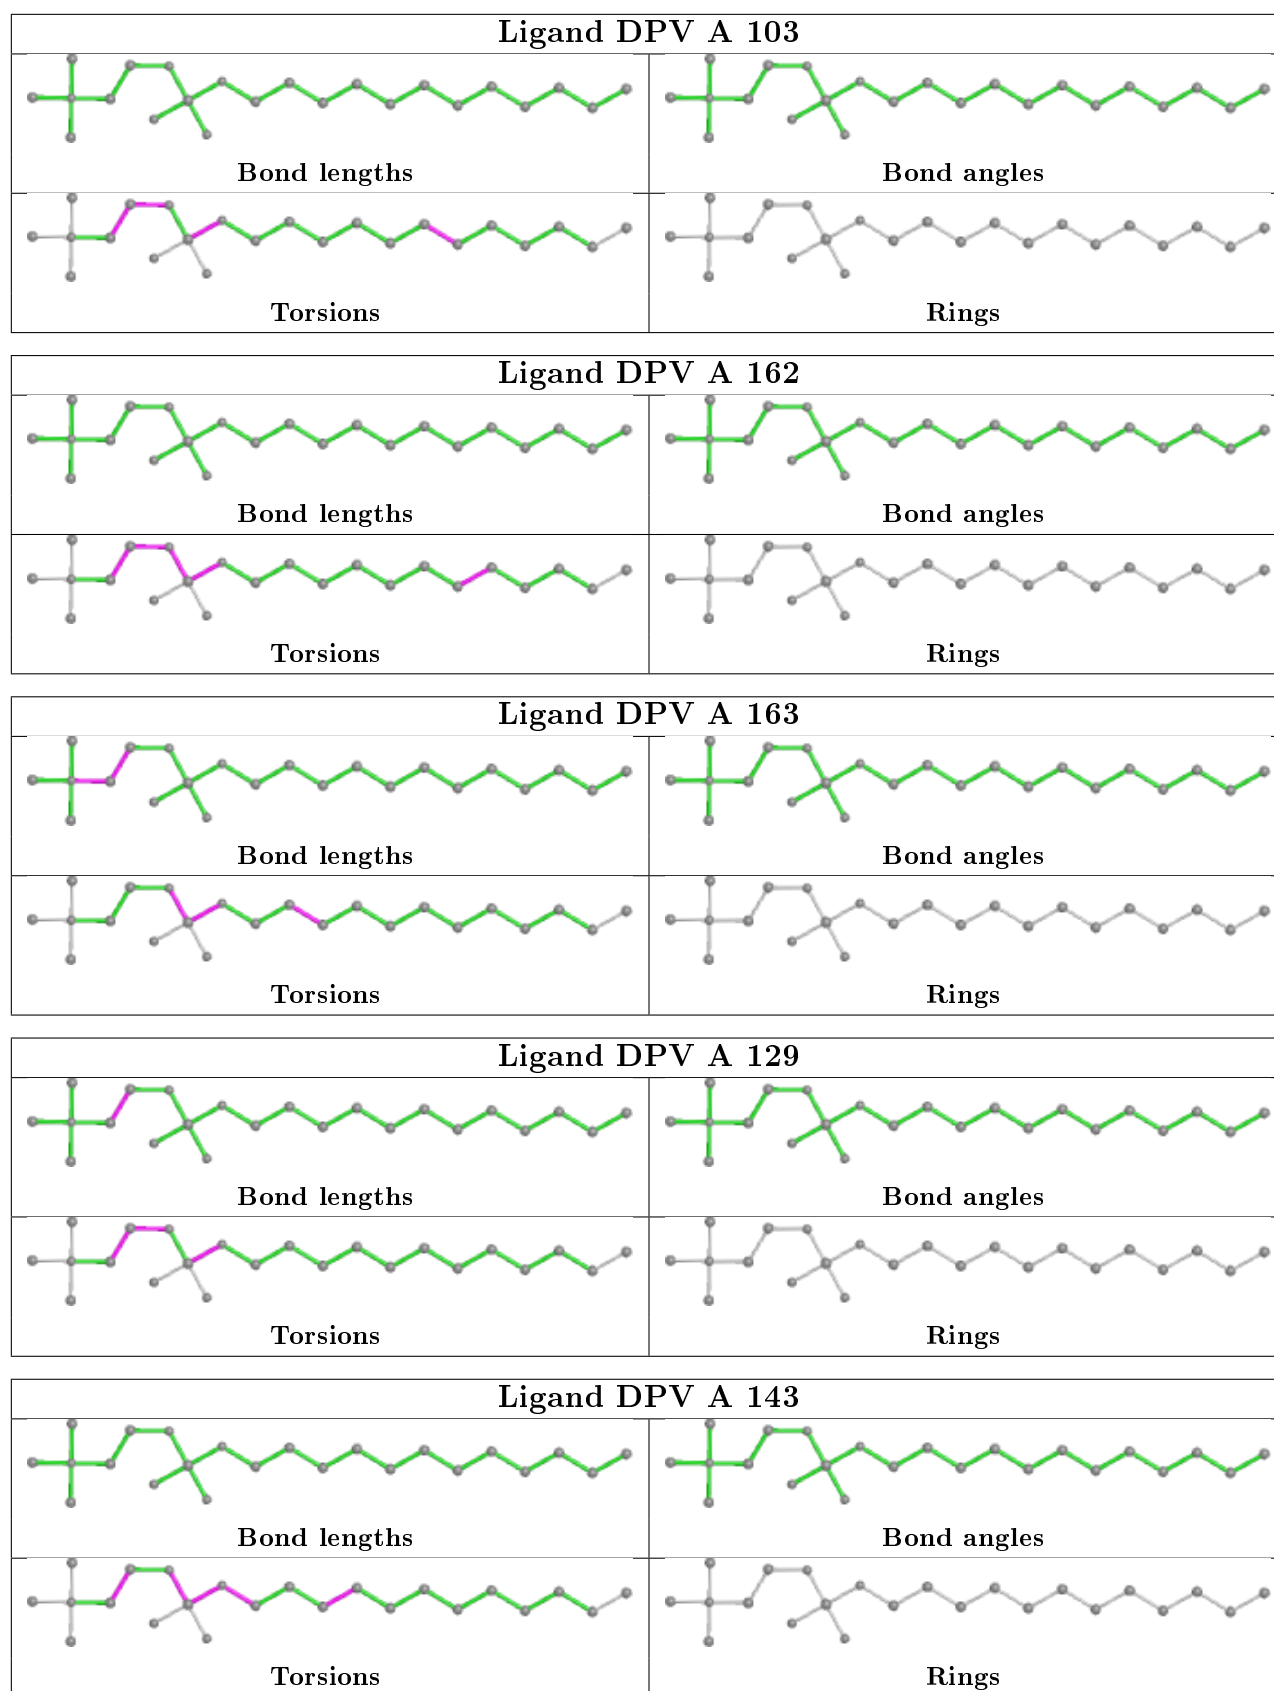 Ligand DPV A 103
Bond lengths
Bond angles
Torsions
Rings
Ligand DPV A 162
Bond lengths
Bond angles
Torsions
Rings
Ligand DPV A 163
Bond lengths
Bond angles
Torsions
Rings
Ligand DPV A 129
Bond lengths
Bond angles
Torsions
Rings
Ligand DPV A 143
Bond lengths
Bond angles
Torsions
Rings